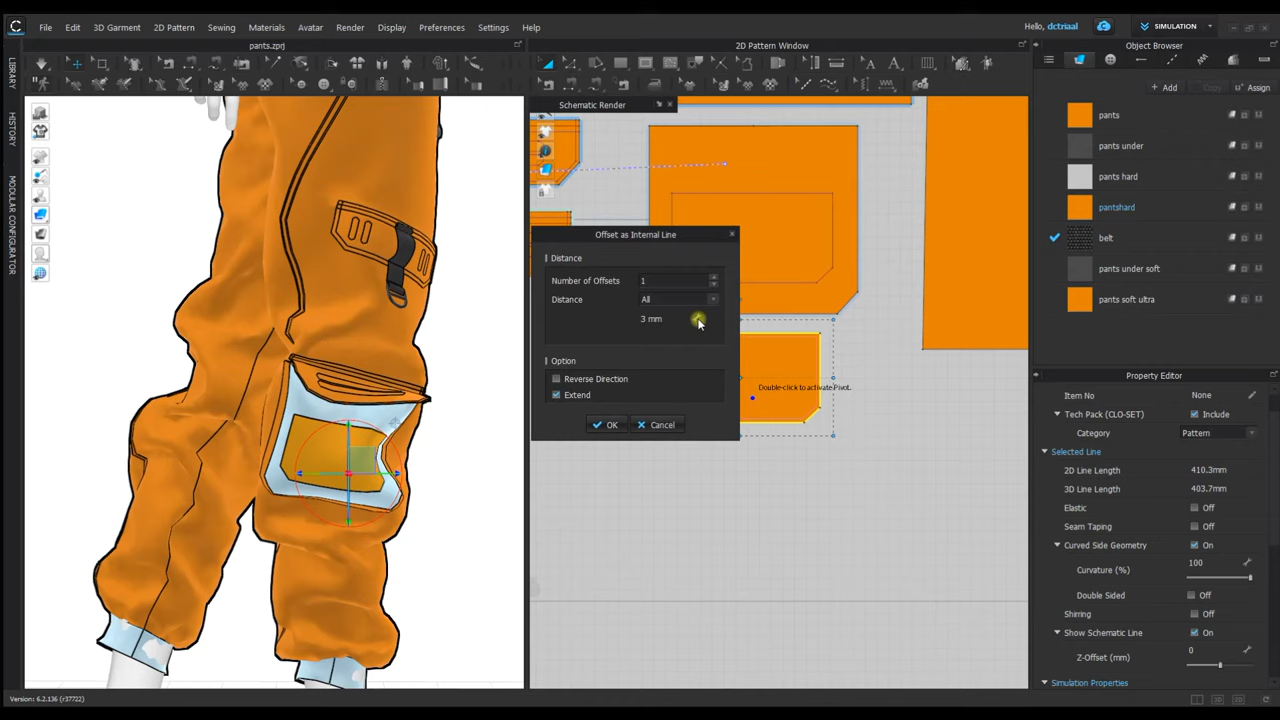 File Edit 3D Garment 2D Pattern Sewing Materials Render Avatar Display Preferences Settings Help
Hello, dctriaal
SIMULATION
pants.zprj
2D Pattern Window
Object Browser
LIBRARY
HISTORY
MODULAR CONFIGURATOR
Schematic Render
Offset as Internal Line
Distance
Number of Offsets 1
Distance All
3 mm
Option
Reverse Direction
Extend
OK Cancel
Double-click to activate Pivot.
Add Copy Assign
pants
pants under
pants hard
pantshard
belt
pants under soft
pants soft ultra
Property Editor
Item No None
Tech Pack (CLO-SET) Include
Category Pattern
Selected Line
2D Line Length 410.3mm
3D Line Length 403.7mm
Elastic Off
Seam Taping Off
Curved Side Geometry On
Curvature (%) 100
Double Sided Off
Shirring Off
Show Schematic Line On
Z-Offset (mm) 0
Simulation Properties
Version: 6.2.136 (r37722)